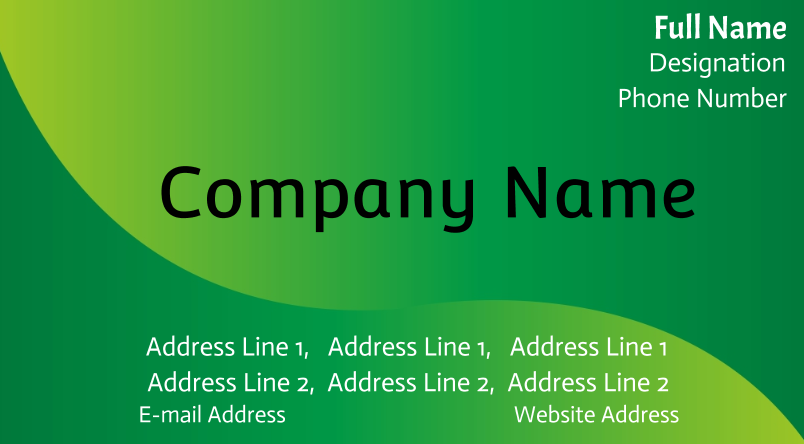 Full Name
Designation
Phone Number
Company Name
Address Line 1, Address Line 1, Address Line 1
Address Line 2, Address Line 2, Address Line 2
E-mail Address Website Address